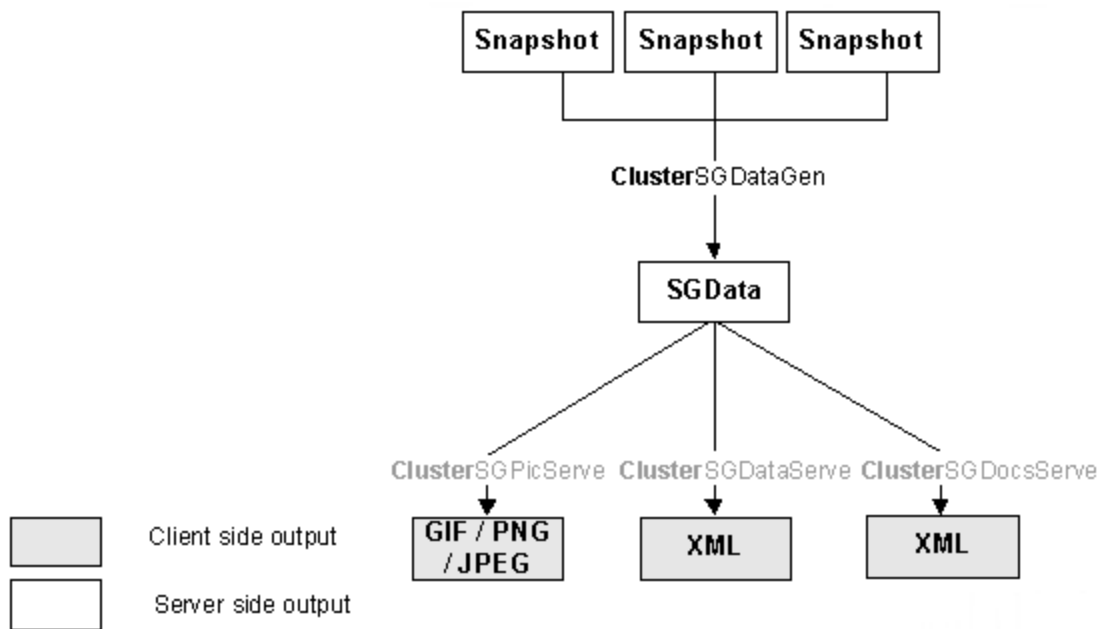 Snapshot Snapshot Snapshot
ClusterSGDataGen
SGData
ClusterSGPicServe ClusterSGDataServe ClusterSGDocsServe
GIF / PNG
/ JPEG
XML
XML
Client side output
Server side output